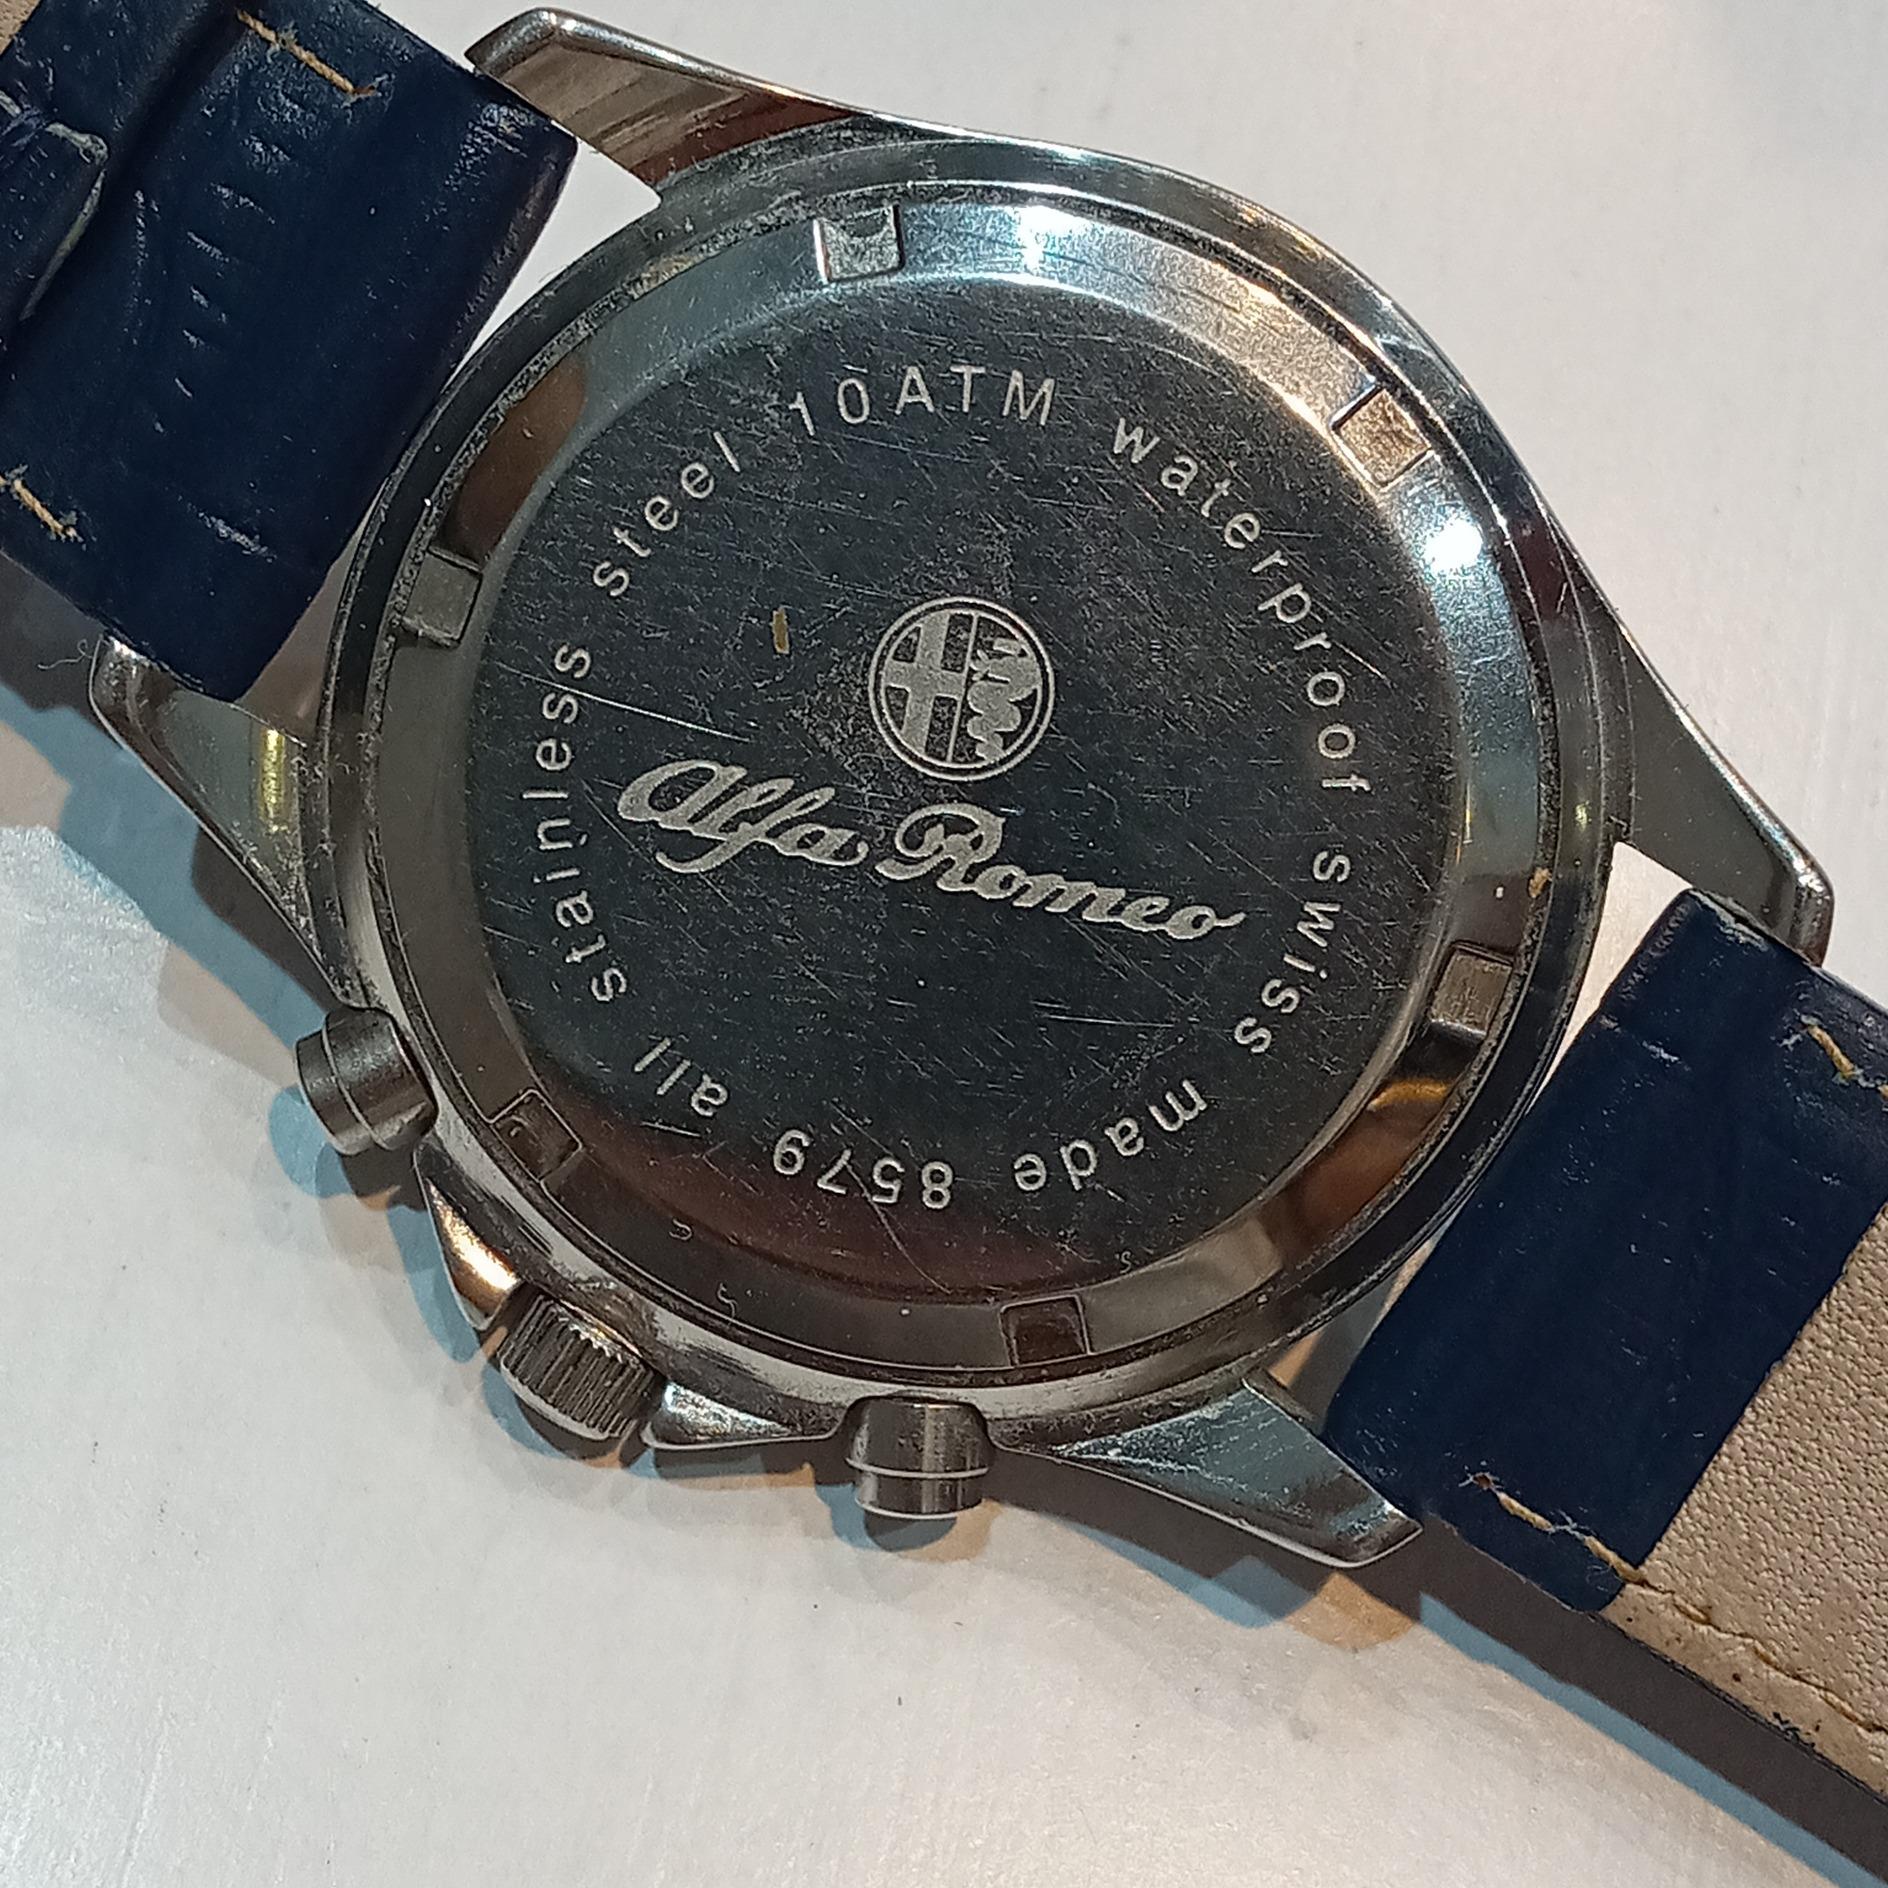 all stainless steel 10ATM waterproof swiss made 8579
Alfa Romeo